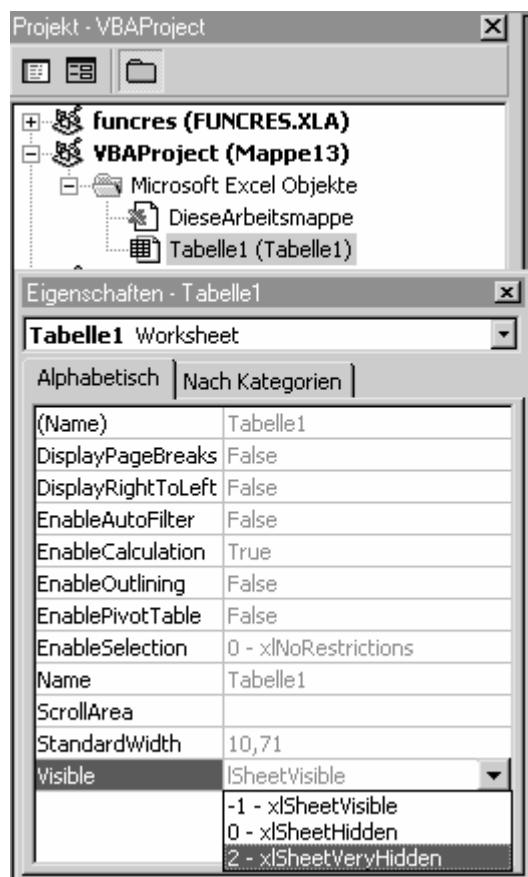 Projekt - VBAProject
funcres (FUNCRES.XLA)
VBAProject (Mappe13)
Microsoft Excel Objekte
DieseArbeitsmappe
Tabelle1 (Tabelle1)
Eigenschaften - Tabelle1
Tabelle1 Worksheet
Alphabetisch Nach Kategorien
(Name) Tabelle1
DisplayPageBreaks False
DisplayRightToLeft False
EnableAutoFilter False
EnableCalculation True
EnableOutlining False
EnablePivotTable False
EnableSelection 0 - xlNoRestrictions
Name Tabelle1
ScrollArea
StandardWidth 10,71
Visible lSheetVisible
-1 - xlSheetVisible
0 - xlSheetHidden
2 - xlSheetVeryHidden